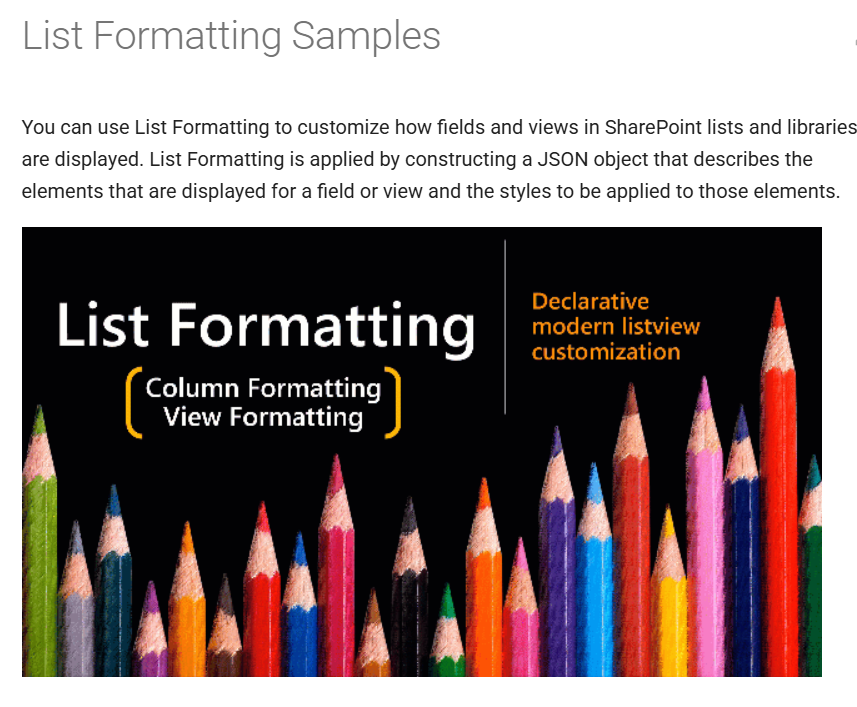 List Formatting Samples
You can use List Formatting to customize how fields and views in SharePoint lists and libraries
are displayed. List Formatting is applied by constructing a JSON object that describes the
elements that are displayed for a field or view and the styles to be applied to those elements.
List Formatting
Column Formatting
View Formatting
Declarative
modern listview
customization